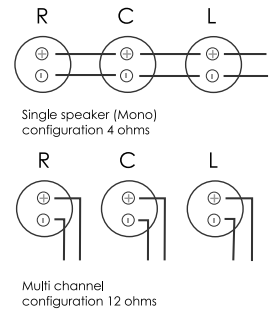 R C L
Single speaker (Mono)
configuration 4 ohms
R C L
Multi channel
configuration 12 ohms